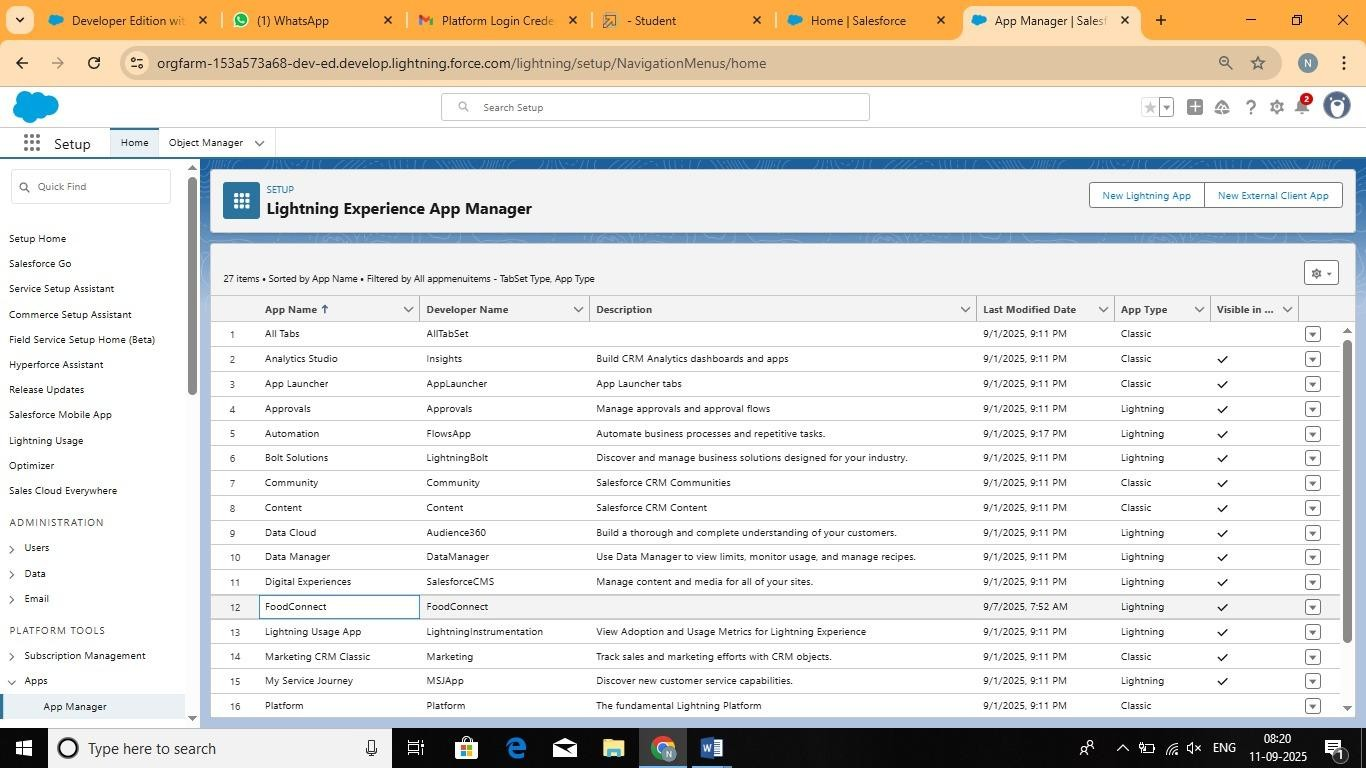 Developer Edition wit
(1) WhatsApp
Platform Login Crede
- Student
Home | Salesforce
App Manager | Salesf
orgfarm-153a573a68-dev-ed.develop.lightning.force.com/lightning/setup/NavigationMenus/home
N
Search Setup
2
Setup
Home
Object Manager
Quick Find
Setup Home
Salesforce Go
Service Setup Assistant
Commerce Setup Assistant
Field Service Setup Home (Beta)
Hyperforce Assistant
Release Updates
Salesforce Mobile App
Lightning Usage
Optimizer
Sales Cloud Everywhere
ADMINISTRATION
Users
Data
Email
PLATFORM TOOLS
Subscription Management
Apps
App Manager
SETUP
Lightning Experience App Manager
New Lightning App
New External Client App
27 items • Sorted by App Name • Filtered by All appmenuitems - TabSet Type, App Type
App Name Developer Name Description Last Modified Date App Type Visible in ...
1 All Tabs AllTabSet 9/1/2025, 9:11 PM Classic
2 Analytics Studio Insights Build CRM Analytics dashboards and apps 9/1/2025, 9:11 PM Classic
3 App Launcher AppLauncher App Launcher tabs 9/1/2025, 9:11 PM Classic
4 Approvals Approvals Manage approvals and approval flows 9/1/2025, 9:11 PM Lightning
5 Automation FlowsApp Automate business processes and repetitive tasks. 9/1/2025, 9:17 PM Lightning
6 Bolt Solutions LightningBolt Discover and manage business solutions designed for your industry. 9/1/2025, 9:11 PM Lightning
7 Community Community Salesforce CRM Communities 9/1/2025, 9:11 PM Classic
8 Content Content Salesforce CRM Content 9/1/2025, 9:11 PM Classic
9 Data Cloud Audience360 Build a thorough and complete understanding of your customers. 9/1/2025, 9:11 PM Lightning
10 Data Manager DataManager Use Data Manager to view limits, monitor usage, and manage recipes. 9/1/2025, 9:11 PM Lightning
11 Digital Experiences SalesforceCMS Manage content and media for all of your sites. 9/1/2025, 9:11 PM Lightning
12 FoodConnect FoodConnect 9/7/2025, 7:52 AM Lightning
13 Lightning Usage App LightningInstrumentation View Adoption and Usage Metrics for Lightning Experience 9/1/2025, 9:11 PM Lightning
14 Marketing CRM Classic Marketing Track sales and marketing efforts with CRM objects. 9/1/2025, 9:11 PM Classic
15 My Service Journey MSJApp Discover new customer service capabilities. 9/1/2025, 9:11 PM Lightning
16 Platform Platform The fundamental Lightning Platform 9/1/2025, 9:11 PM Classic
Type here to search
ENG
08:20
11-09-2025
1